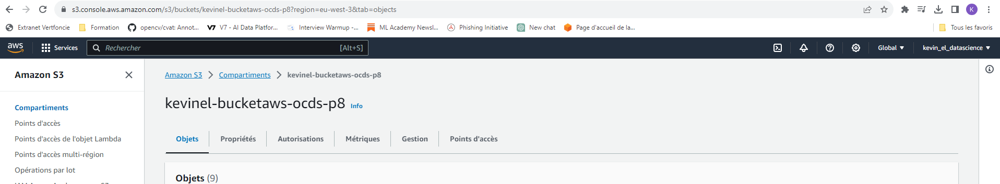 s3.console.aws.amazon.com/s3/buckets/kevinel-bucketaws-ocds-p8?region=eu-west-3&tab=objects
K
Extranet Vertfoncie
Formation
opencv/cvat: Annot...
V7 - AI Data Platfor...
Interview Warmup -...
ML Academy Newsl...
Phishing Initiative
New chat
Page d'accueil de la...
Tous les favoris
aws
Services
Rechercher
[Alt+S]
Global
kevin_el_datascience
Amazon S3
Compartiments
Points d'accès
Points d'accès de l'objet Lambda
Points d'accès multi-région
Opérations par lot
Amazon S3 > Compartiments > kevinel-bucketaws-ocds-p8
kevinel-bucketaws-ocds-p8 Info
Objets
Propriétés
Autorisations
Métriques
Gestion
Points d'accès
Objets (9)